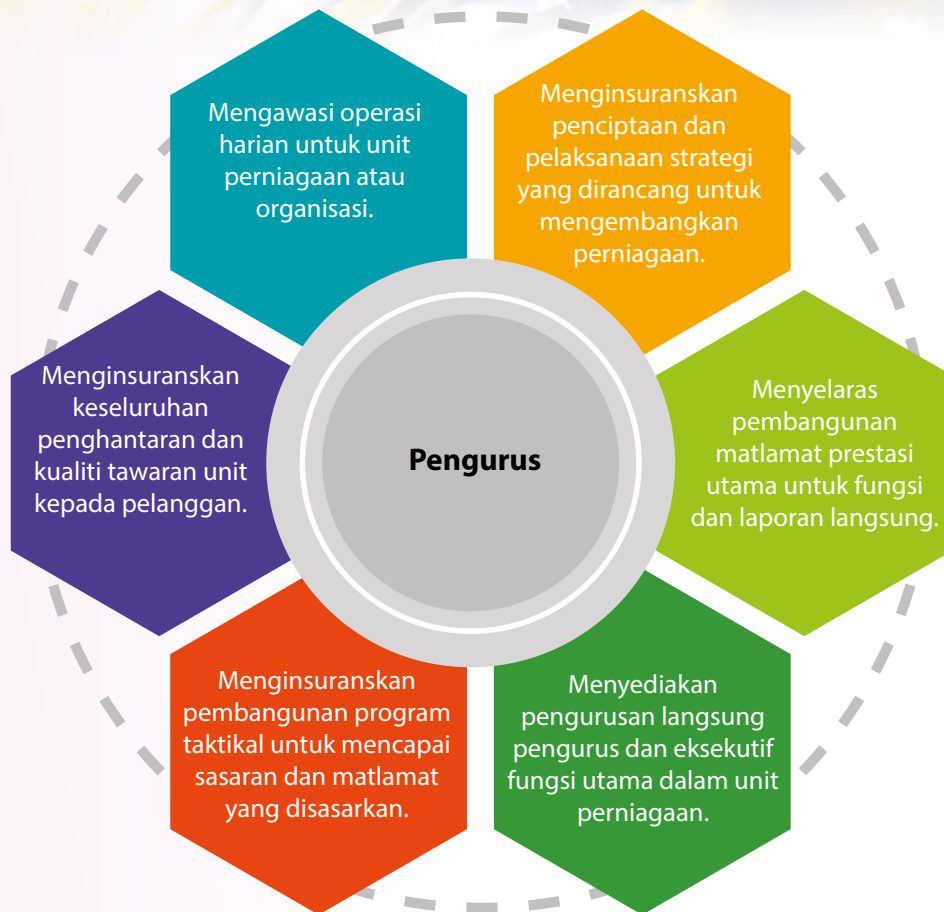 Mengawasi operasi
harian untuk unit
perniagaan atau
organisasi.
Menginsuranskan
penciptaan dan
pelaksanaan strategi
yang dirancang untuk
mengembangkan
perniagaan.
Menginsuranskan
keseluruhan
penghantaran dan
kualiti tawaran unit
kepada pelanggan.
Pengurus
Menyelaras
pembangunan
matlamat prestasi
utama untuk fungsi
dan laporan langsung.
Menginsuranskan
pembangunan program
taktikal untuk mencapai
sasaran dan matlamat
yang disasarkan.
Menyediakan
pengurusan langsung
pengurus dan eksekutif
fungsi utama dalam unit
perniagaan.